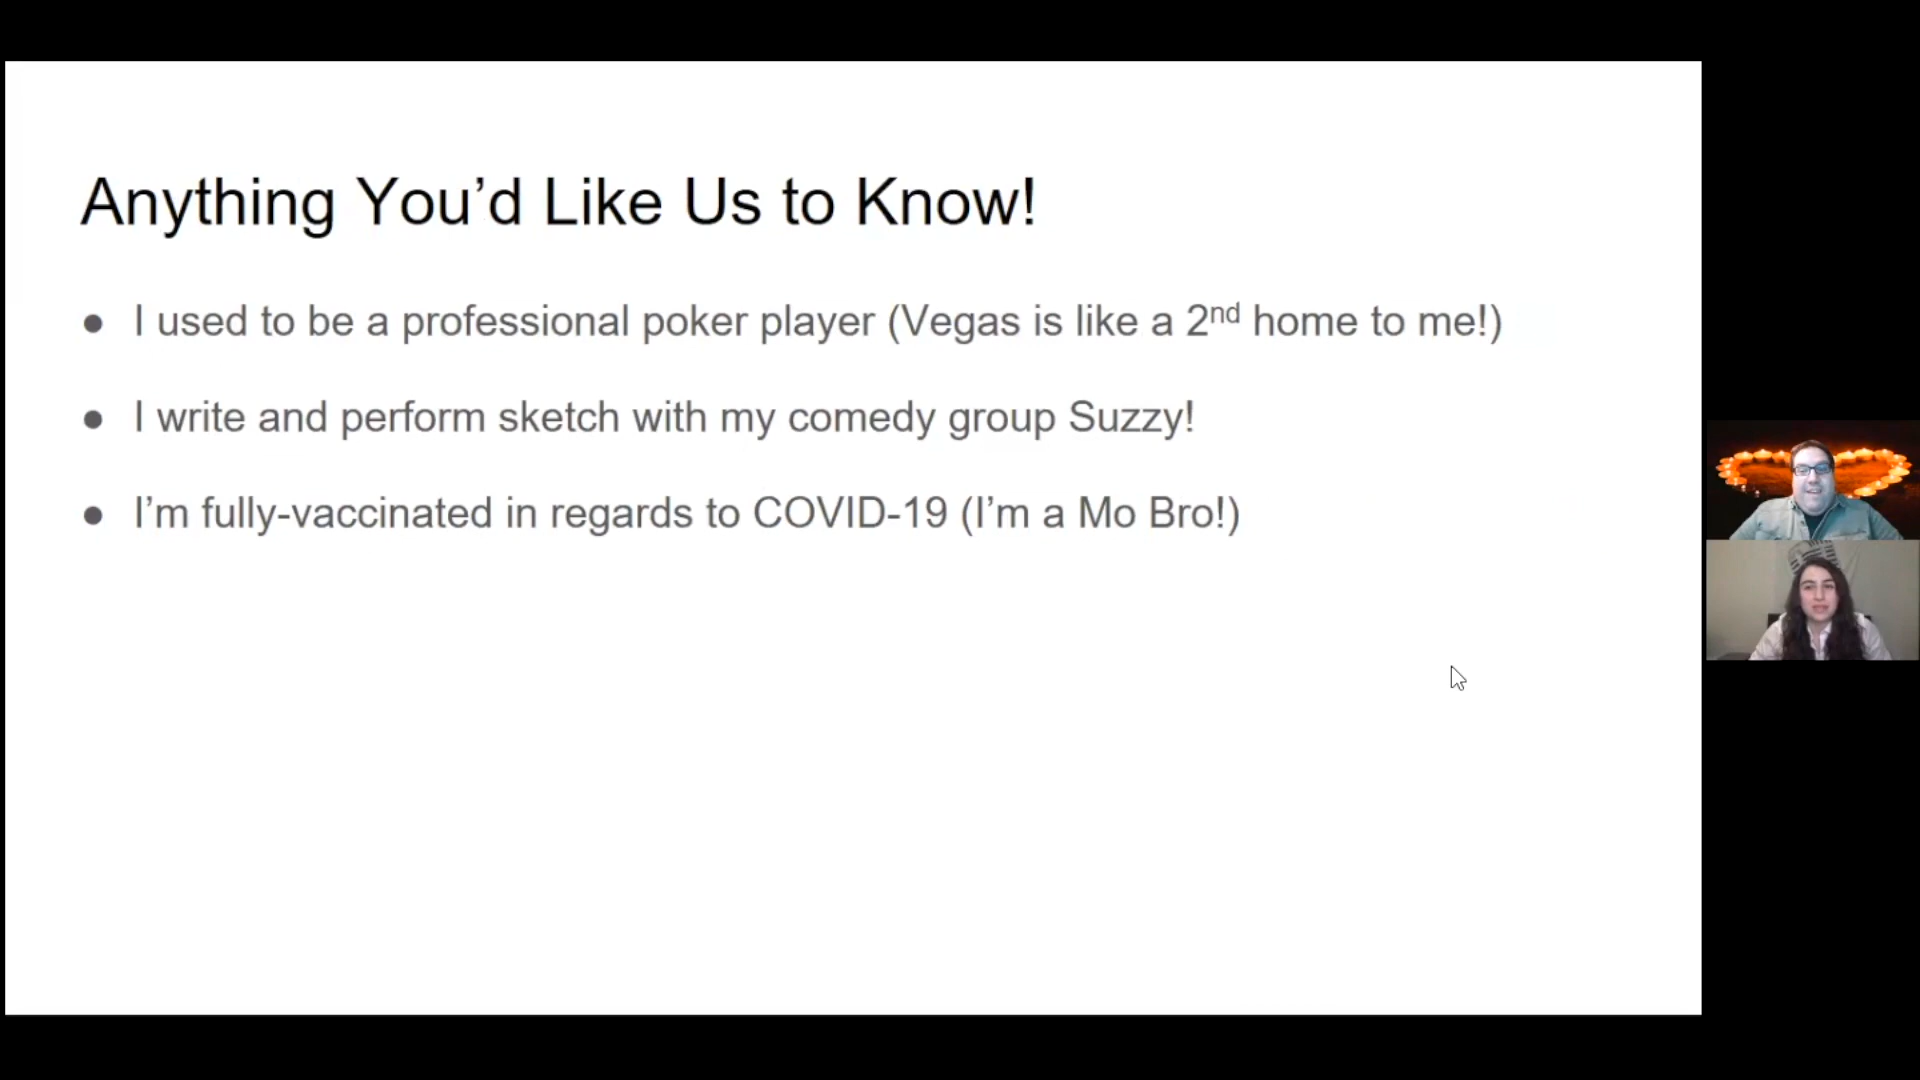 Anything You’d Like Us to Know!
● I used to be a professional poker player (Vegas is like a 2nd home to me!)
● I write and perform sketch with my comedy group Suzzy!
● I’m fully-vaccinated in regards to COVID-19 (I’m a Mo Bro!)